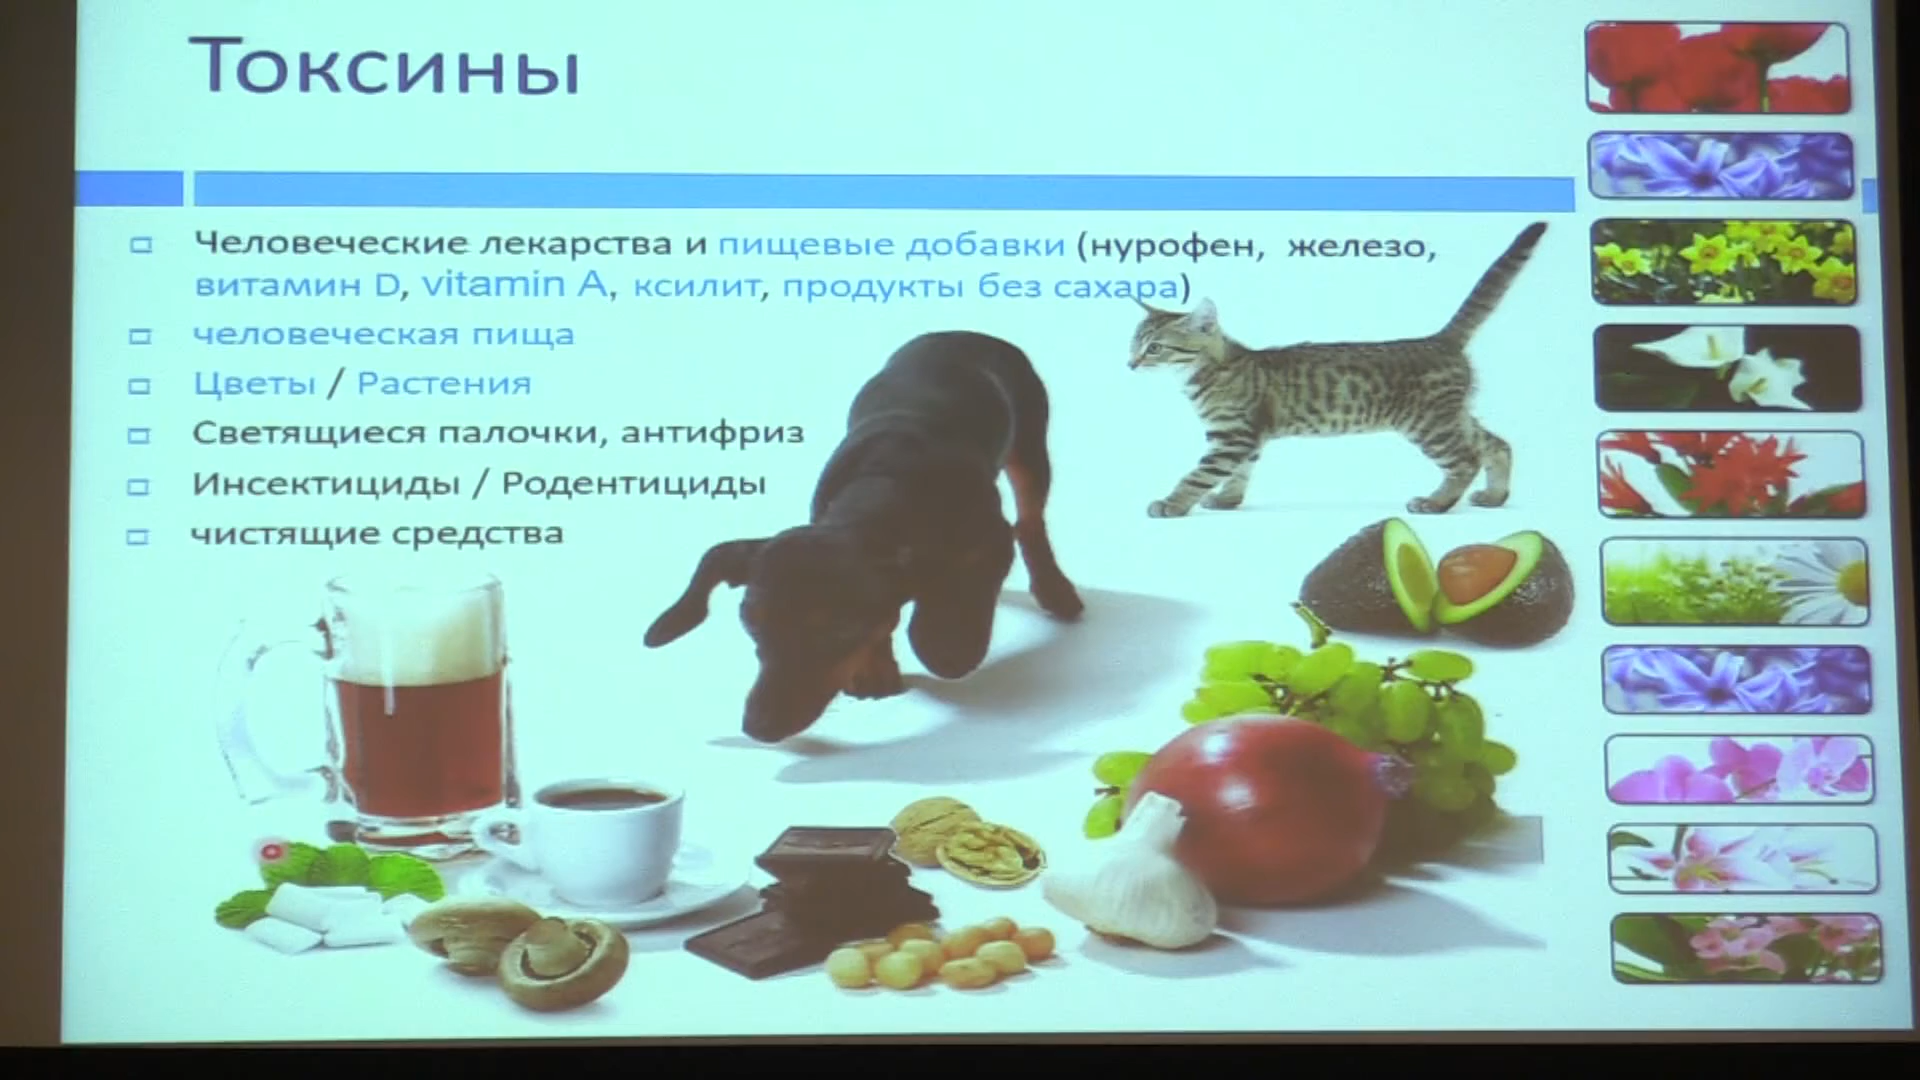 Токсины
Человеческие лекарства и пищевые добавки (нурофен, железо,
витамин D, vitamin A, ксилит, продукты без сахара)
человеческая пища
Цветы / Растения
Светящиеся палочки, антифриз
Инсектициды / Родентициды
чистящие средства